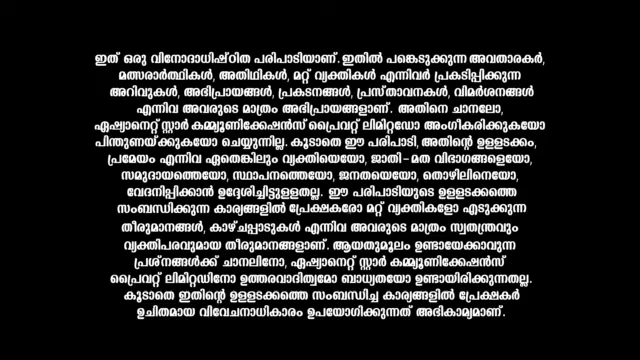 ഇത് ഒരു വിനോദാധിഷ്ഠിത പരിപാടിയാണ്. ഇതിൽ പങ്കെടുക്കുന്ന അവതാരകർ,
മത്സരാർത്ഥികൾ, അതിഥികൾ, മറ്റ് വ്യക്തികൾ എന്നിവർ പ്രകടിപ്പിക്കുന്ന
അറിവുകൾ, അഭിപ്രായങ്ങൾ, പ്രകടനങ്ങൾ, പ്രസ്താവനകൾ, വിമർശനങ്ങൾ
എന്നിവ അവരുടെ മാത്രം അഭിപ്രായങ്ങളാണ്. അതിനെ ചാനലോ,
ഏഷ്യാനെറ്റ് സ്റ്റാർ കമ്മ്യൂണിക്കേഷൻസ് പ്രൈവറ്റ് ലിമിറ്റഡോ അംഗീകരിക്കുകയോ
പിന്തുണയ്ക്കുകയോ ചെയ്യുന്നില്ല. കൂടാതെ ഈ പരിപാടി, അതിന്റെ ഉള്ളടക്കം,
പ്രമേയം എന്നിവ ഏതെങ്കിലും വ്യക്തിയെയോ, ജാതി - മത വിഭാഗങ്ങളെയോ,
സമുദായത്തെയോ, സ്ഥാപനത്തെയോ, ജനതയെയോ, തൊഴിലിനെയോ,
വേദനിപ്പിക്കാൻ ഉദ്ദേശിച്ചിട്ടുള്ളതല്ല. ഈ പരിപാടിയുടെ ഉള്ളടക്കത്തെ
സംബന്ധിക്കുന്ന കാര്യങ്ങളിൽ പ്രേക്ഷകരോ മറ്റ് വ്യക്തികളോ എടുക്കുന്ന
തീരുമാനങ്ങൾ, കാഴ്ചപ്പാടുകൾ എന്നിവ അവരുടെ മാത്രം സ്വതന്ത്രവും
വ്യക്തിപരവുമായ തീരുമാനങ്ങളാണ്. ആയതുമൂലം ഉണ്ടായേക്കാവുന്ന
പ്രശ്നങ്ങൾക്ക് ചാനലിനോ, ഏഷ്യാനെറ്റ് സ്റ്റാർ കമ്മ്യൂണിക്കേഷൻസ്
പ്രൈവറ്റ് ലിമിറ്റഡിനോ ഉത്തരവാദിത്വമോ ബാധ്യതയോ ഉണ്ടായിരിക്കുന്നതല്ല.
കൂടാതെ ഇതിന്റെ ഉള്ളടക്കത്തെ സംബന്ധിച്ച കാര്യങ്ങളിൽ പ്രേക്ഷകർ
ഉചിതമായ വിവേചനാധികാരം ഉപയോഗിക്കുന്നത് അഭികാമ്യമാണ്.